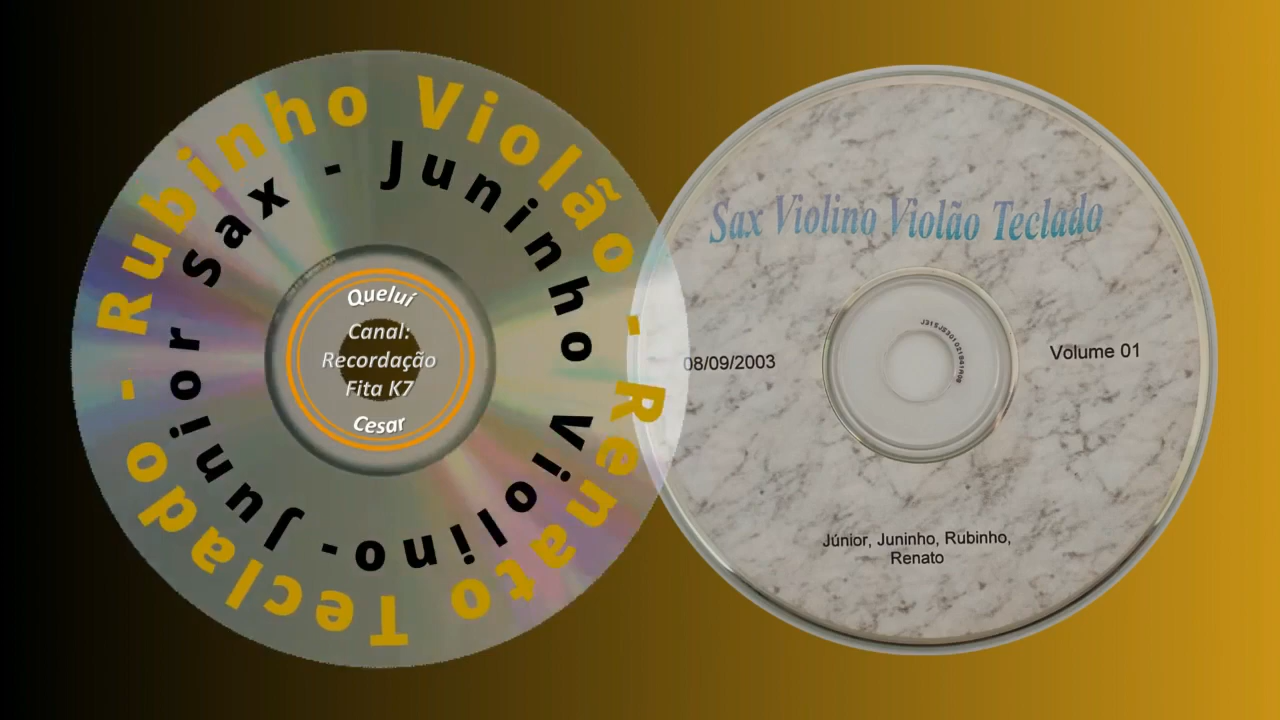 Rubinho Violão - Renato Teclado -
Junior Sax - Juninho Violino-
Queluí
Canal:
Recordação
Fita K7
Cesar
Sax Violino Violão Teclado
08/09/2003
Volume 01
Júnior, Juninho, Rubinho,
Renato